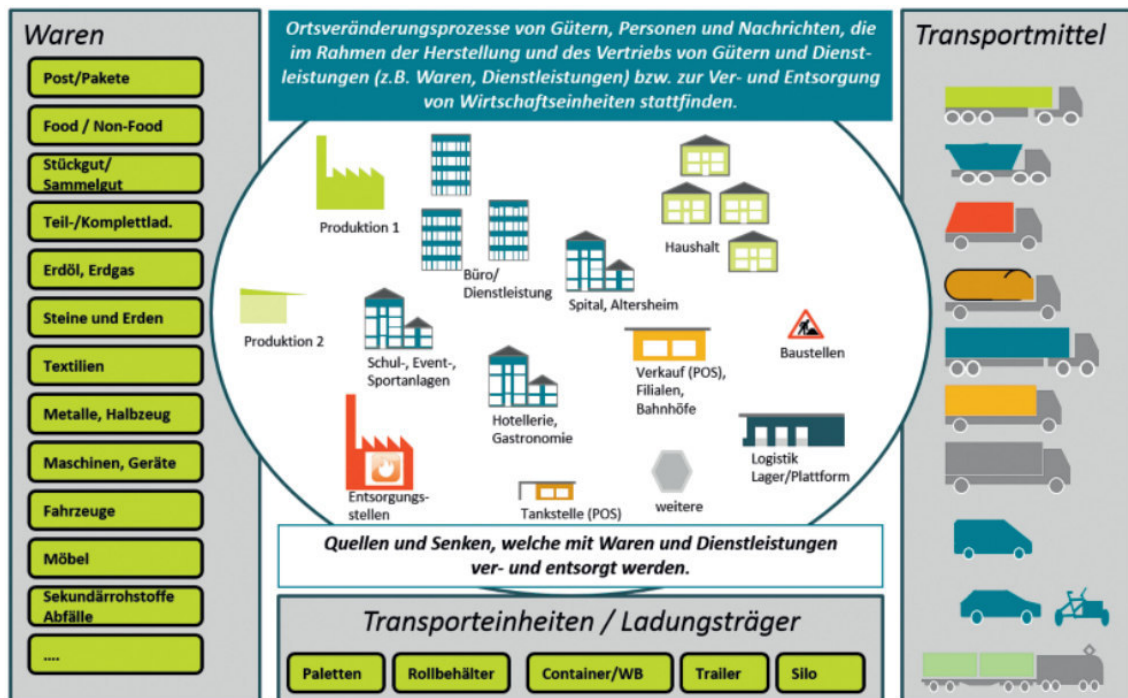 Waren
Post/Pakete
Food / Non-Food
Stückgut/
Sammelgut
Teil-/Komplettlad.
Erdöl, Erdgas
Steine und Erden
Textilien
Metalle, Halbzeug
Maschinen, Geräte
Fahrzeuge
Möbel
Sekundärrohstoffe
Abfälle
....
Ortsveränderungsprozesse von Gütern, Personen und Nachrichten, die
im Rahmen der Herstellung und des Vertriebs von Gütern und Dienst-
leistungen (z.B. Waren, Dienstleistungen) bzw. zur Ver- und Entsorgung
von Wirtschaftseinheiten stattfinden.
Produktion 1
Büro/
Dienstleistung
Spital, Altersheim
Haushalt
Produktion 2
Schul-, Event-,
Sportanlagen
Hotellerie,
Gastronomie
Verkauf (POS),
Filialen,
Bahnhöfe
Baustellen
Entsorgungs-
stellen
Tankstelle (POS)
weitere
Logistik
Lager/Plattform
Quellen und Senken, welche mit Waren und Dienstleistungen
ver- und entsorgt werden.
Transporteinheiten / Ladungsträger
Paletten
Rollbehälter
Container/WB
Trailer
Silo
Transportmittel